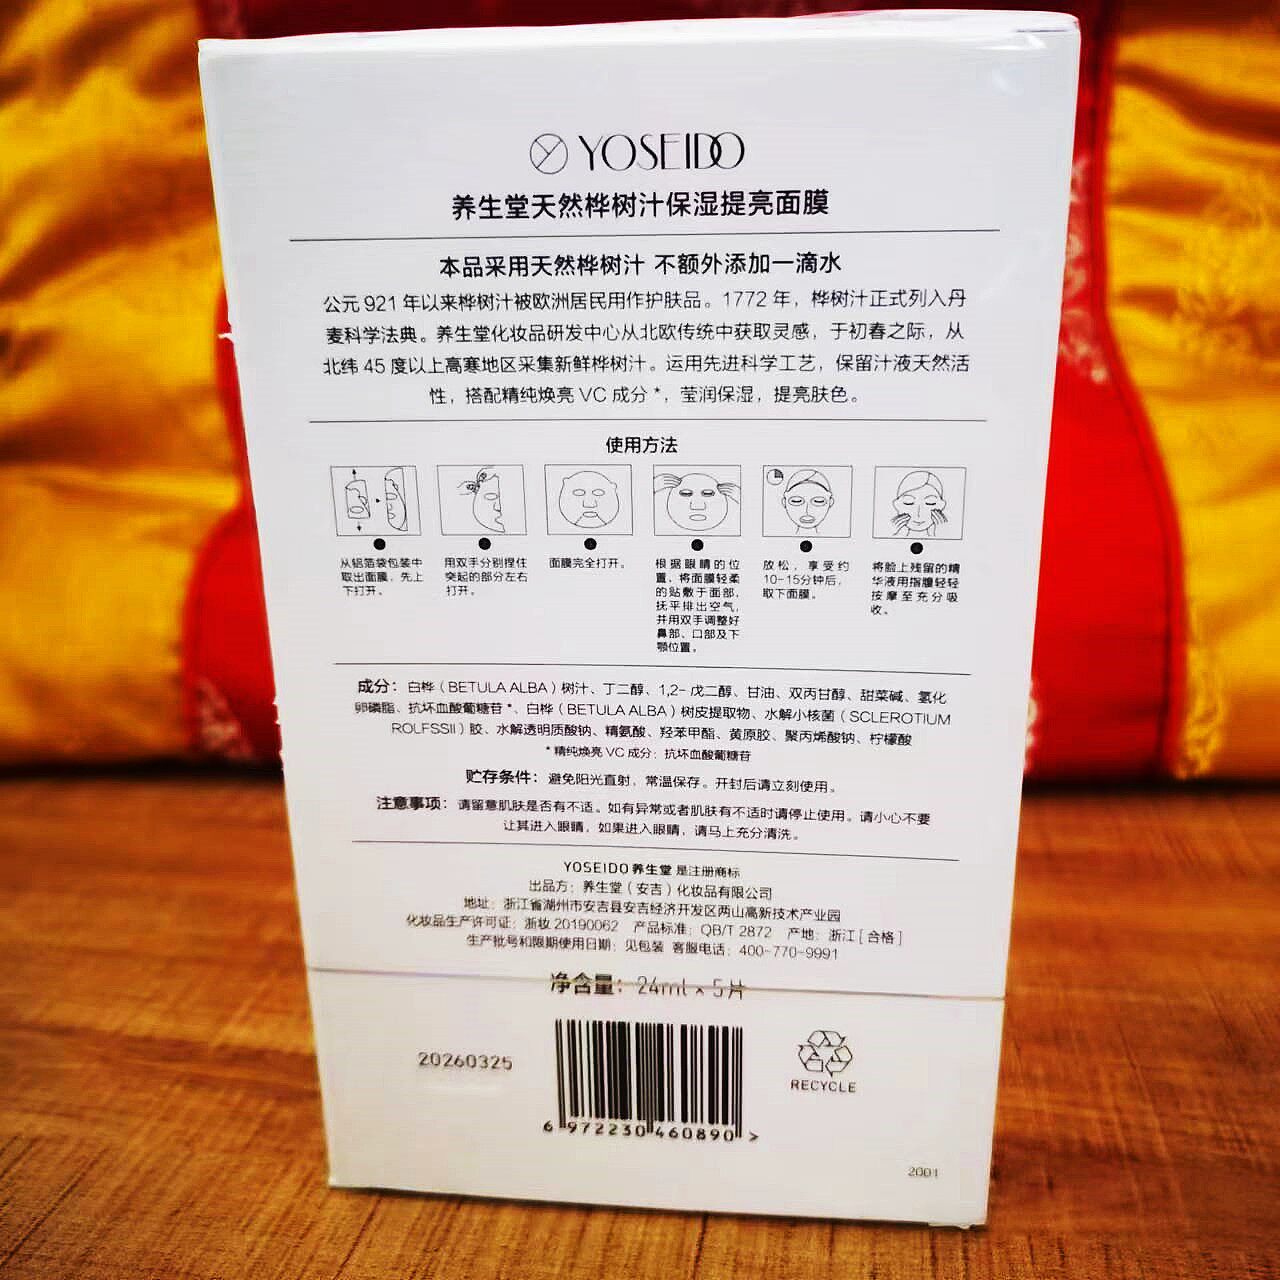 YOSEIDO
养生堂天然桦树汁保湿提亮面膜
本品采用天然桦树汁 不额外添加一滴水
公元 921 年以来桦树汁被欧洲居民用作护肤品。1772 年，桦树汁正式列入丹
麦科学法典。养生堂化妆品研发中心从北欧传统中获取灵感，于初春之际，从
北纬 45 度以上高寒地区采集新鲜桦树汁。运用先进科学工艺，保留汁液天然活
性，搭配精纯焕亮 VC 成分 *，莹润保湿，提亮肤色。
使用方法
从铝箔袋包装中
取出面膜，先上
下打开。
用双手分别捏住
突起的部分左右
打开。
面膜完全打开。
根据眼睛的位
置，将面膜轻柔
的贴敷于面部，
抚平排出空气，
并用双手调整好
鼻部、口部及下
颚位置。
放松，享受约
10-15分钟后，
取下面膜。
将脸上残留的精
华液用指腹轻轻
按摩至充分吸
收。
成分：白桦（BETULA ALBA）树汁、丁二醇、1,2- 戊二醇、甘油、双丙甘醇、甜菜碱、氢化
卵磷脂、抗坏血酸葡糖苷 *、白桦（BETULA ALBA）树皮提取物、水解小核菌（SCLEROTIUM
ROLFSSII）胶、水解透明质酸钠、精氨酸、羟苯甲酯、黄原胶、聚丙烯酸钠、柠檬酸
* 精纯焕亮 VC 成分：抗坏血酸葡糖苷
贮存条件：避免阳光直射，常温保存。开封后请立刻使用。
注意事项：请留意肌肤是否有不适。如有异常或者肌肤有不适时请停止使用。请小心不要
让其进入眼睛，如果进入眼睛，请马上充分清洗。
YOSEIDO 养生堂 是注册商标
出品方：养生堂（安吉）化妆品有限公司
地址：浙江省湖州市安吉县安吉经济开发区两山高新技术产业园
化妆品生产许可证：浙妆 20190062 产品标准：QB/T 2872 产地：浙江 [ 合格 ]
生产批号和限期使用日期：见包装 客服电话：400-770-9991
净含量：24ml × 5片
20260325
6 972230 460890 >
RECYCLE
2001